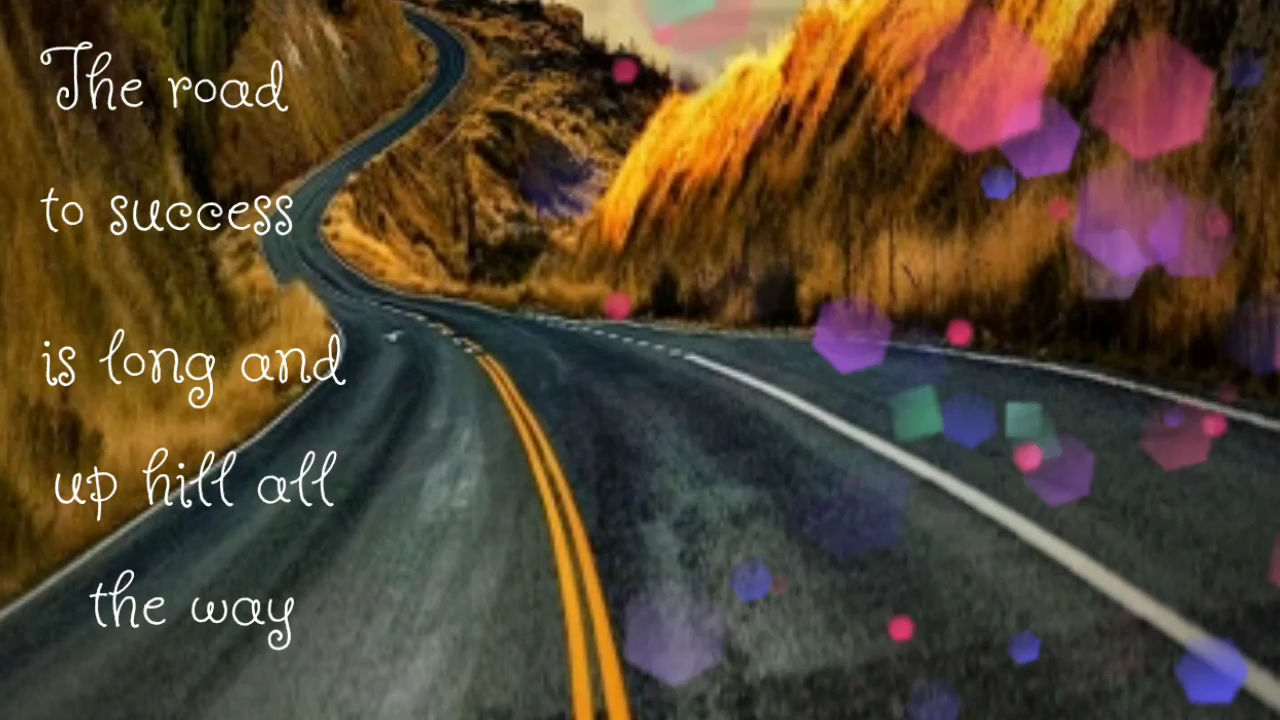 The road
to success
is long and
up hill all
the way